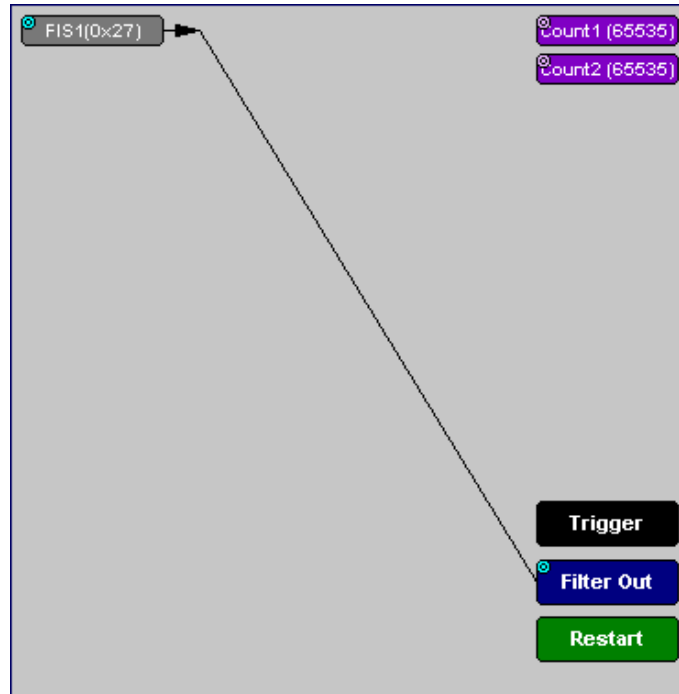 FIS1(0x27)
Count1 (65535)
Count2 (65535)
Trigger
Filter Out
Restart